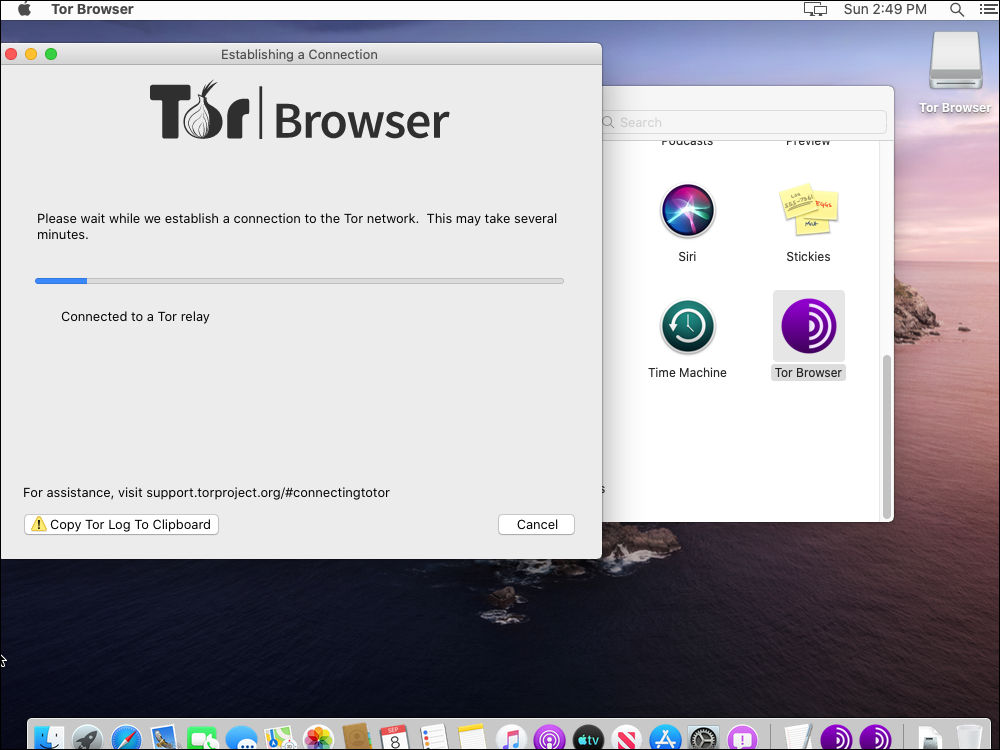 Tor Browser
Sun 2:49 PM
Establishing a Connection
Tor Browser
Search
Tor Browser
Podcasts
Preview
Please wait while we establish a connection to the Tor network. This may take several
minutes.
Siri
Stickies
Connected to a Tor relay
Time Machine
Tor Browser
For assistance, visit support.torproject.org/#connectingtotor
Copy Tor Log To Clipboard
Cancel
SEP
8
tv